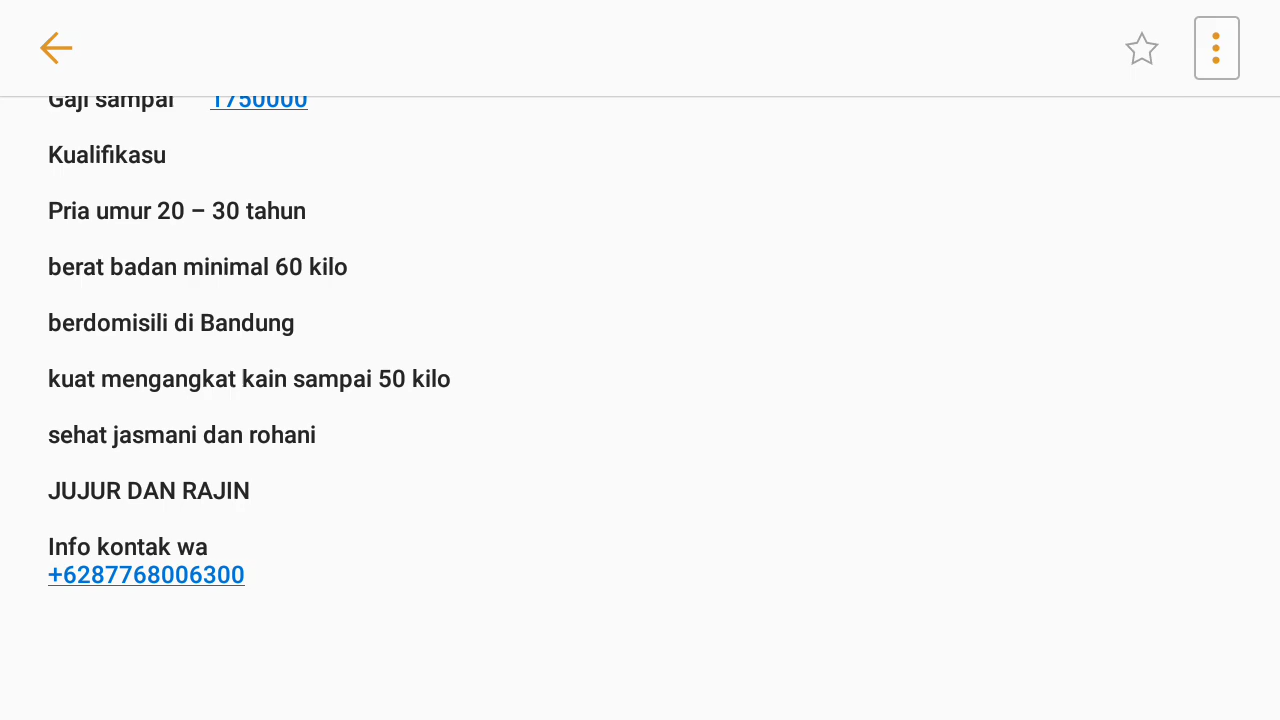 Gaji sampai 1750000
Kualifikasu
Pria umur 20 – 30 tahun
berat badan minimal 60 kilo
berdomisili di Bandung
kuat mengangkat kain sampai 50 kilo
sehat jasmani dan rohani
JUJUR DAN RAJIN
Info kontak wa
+6287768006300